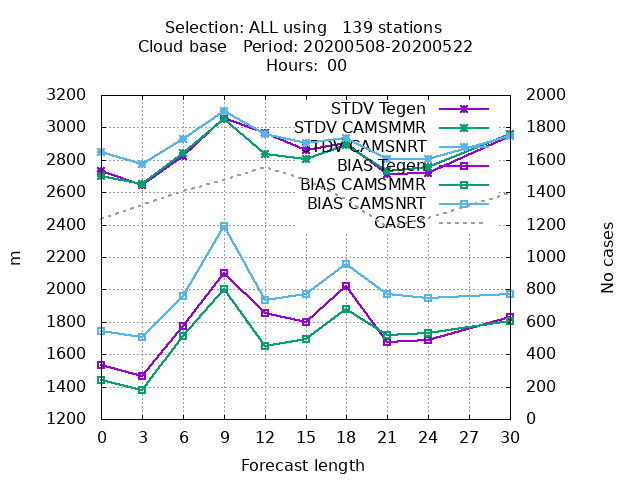 Selection: ALL using   139 stations
Cloud base   Period: 20200508-20200522
Hours:  00
3200
3000
2800
2600
2400
2200
2000
1800
1600
1400
1200
m
2000
1800
1600
1400
1200
1000
800
600
400
200
0
No cases
STDV Tegen
STDV CAMSMMR
STDV CAMSNRT
BIAS Tegen
BIAS CAMSMMR
BIAS CAMSNRT
CASES
0 3 6 9 12 15 18 21 24 27 30
Forecast length